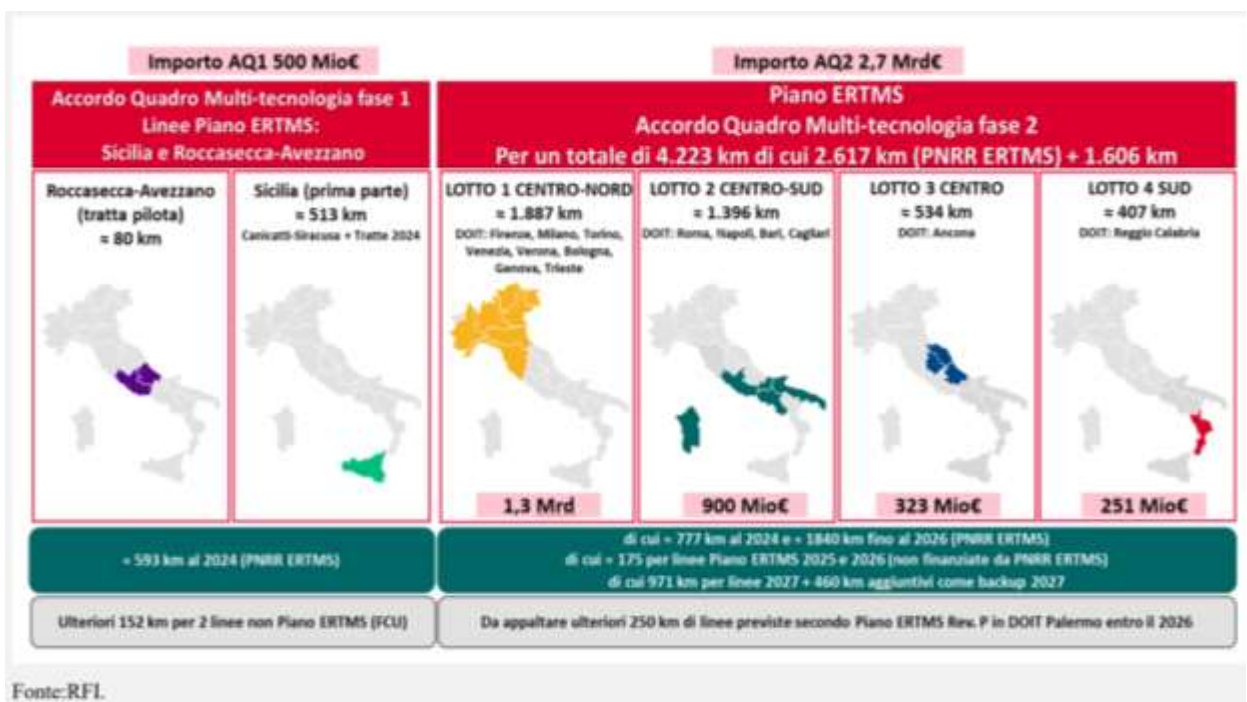 Importo AQ1 500 Mio€
Importo AQ2 2,7 Mrd€
Accordo Quadro Multi-tecnologia fase 1
Linee Piano ERTMS:
Sicilia e Roccasecca-Avezzano
Piano ERTMS
Accordo Quadro Multi-tecnologia fase 2
Per un totale di 4.223 km di cui 2.617 km (PNRR ERTMS) + 1.606 km
Roccasecca-Avezzano
(tratta pilota)
≈ 80 km
Sicilia (prima parte)
≈ 513 km
Canicattì-Siracusa + Tratte 2024
LOTTO 1 CENTRO-NORD
≈ 1.887 km
DOIT: Firenze, Milano, Torino,
Venezia, Verona, Bologna,
Genova, Trieste
LOTTO 2 CENTRO-SUD
≈ 1.396 km
DOIT: Roma, Napoli, Bari, Cagliari
LOTTO 3 CENTRO
≈ 534 km
DOIT: Ancona
LOTTO 4 SUD
≈ 407 km
DOIT: Reggio Calabria
1,3 Mrd
900 Mio€
323 Mio€
251 Mio€
≈ 593 km al 2024 (PNRR ERTMS)
di cui ≈ 777 km al 2024 e ≈ 1840 km fino al 2026 (PNRR ERTMS)
di cui ≈ 175 per linee Piano ERTMS 2025 e 2026 (non finanziate da PNRR ERTMS)
di cui 971 km per linee 2027 + 460 km aggiuntivi come backup 2027
Ulteriori 152 km per 2 linee non Piano ERTMS (FCU)
Da appaltare ulteriori 250 km di linee previste secondo Piano ERTMS Rev. P in DOIT Palermo entro il 2026
Fonte:RFI.